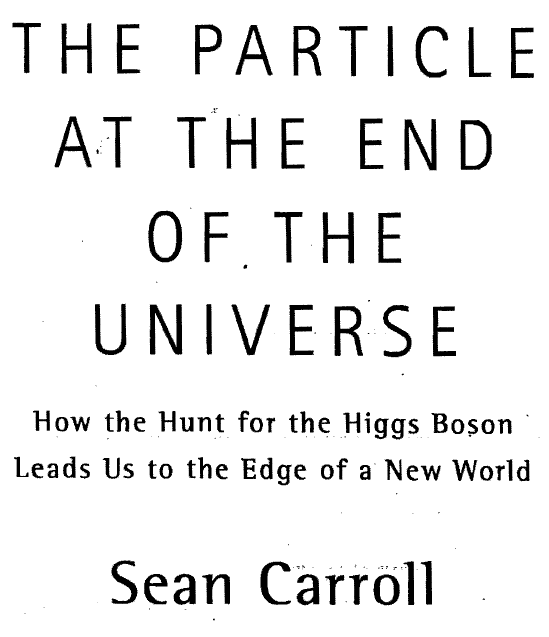 THE PARTICLE
AT THE END
OF THE
UNIVERSE
How the Hunt for the Higgs Boson
Leads Us to the Edge of a New World
Sean Carroll